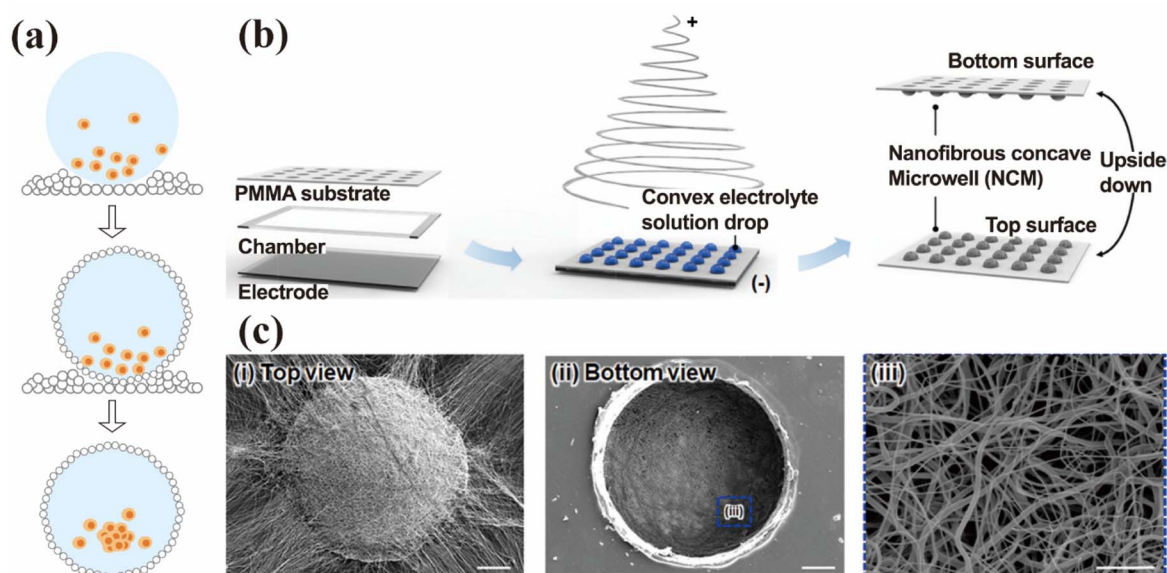 (a)
(b)
+
PMMA substrate
Chamber
Electrode
Convex electrolyte
solution drop
(-)
Bottom surface
Nanofibrous concave
Microwell (NCM)
Upside
down
Top surface
(c)
(i) Top view
(ii) Bottom view
(iii)
(iii)